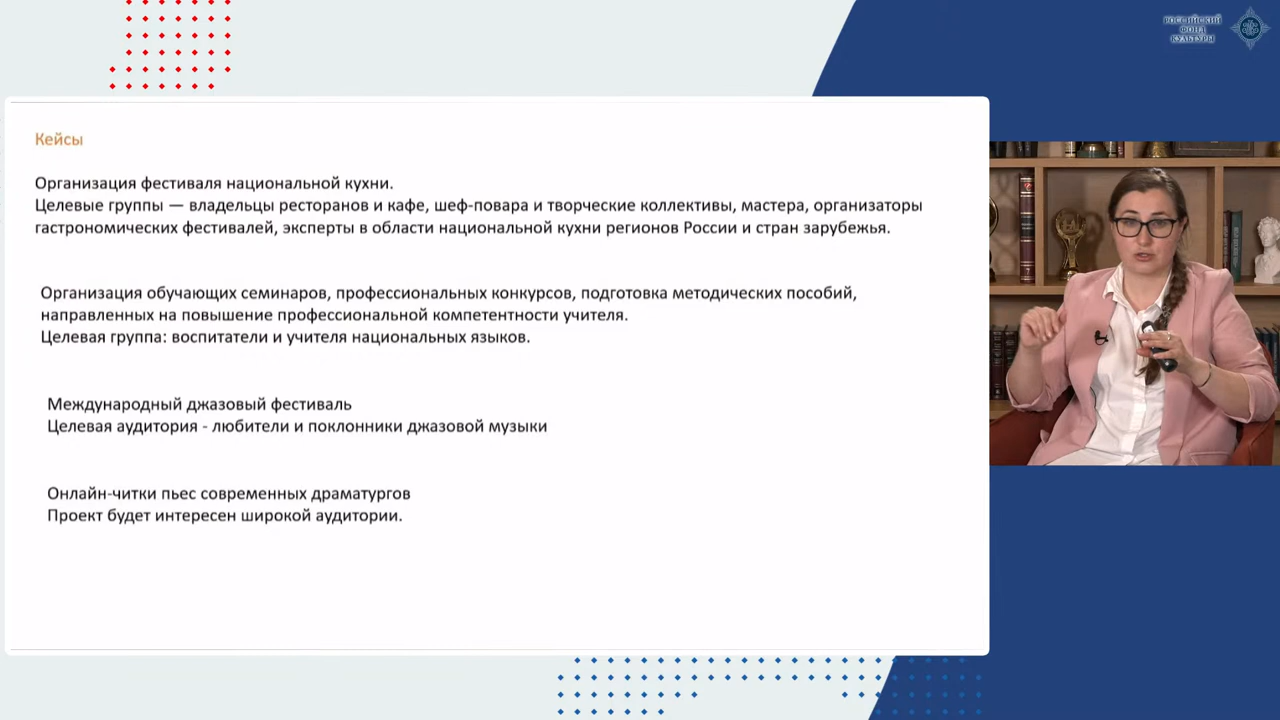 РОССИЙСКИЙ
ФОНД
КУЛЬТУРЫ
Кейсы
Организация фестиваля национальной кухни.
Целевые группы — владельцы ресторанов и кафе, шеф-повара и творческие коллективы, мастера, организаторы
гастрономических фестивалей, эксперты в области национальной кухни регионов России и стран зарубежья.
Организация обучающих семинаров, профессиональных конкурсов, подготовка методических пособий,
направленных на повышение профессиональной компетентности учителя.
Целевая группа: воспитатели и учителя национальных языков.
Международный джазовый фестиваль
Целевая аудитория - любители и поклонники джазовой музыки
Онлайн-читки пьес современных драматургов
Проект будет интересен широкой аудитории.